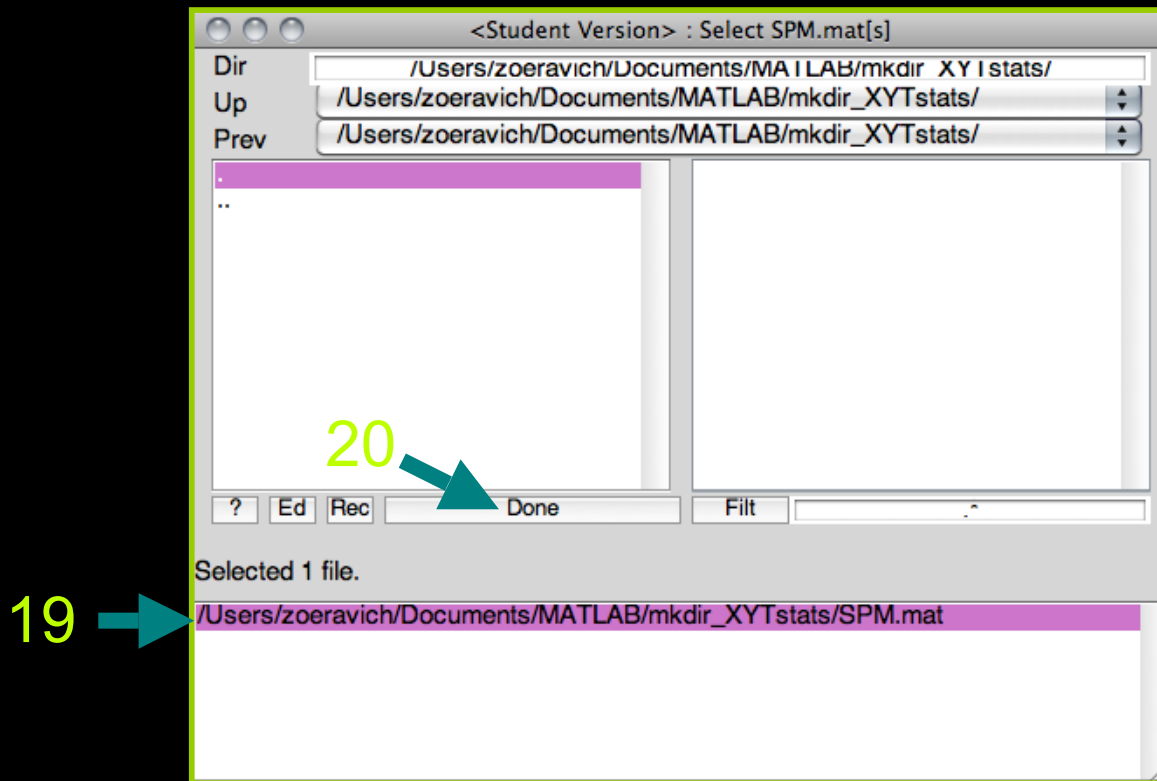 <Student Version> : Select SPM.mat[s]
Dir /Users/zoeravich/Documents/MATLAB/mkdir_XYTstats/
Up /Users/zoeravich/Documents/MATLAB/mkdir_XYTstats/
Prev /Users/zoeravich/Documents/MATLAB/mkdir_XYTstats/
.
..
20
? Ed Rec Done Filt
Selected 1 file.
19 /Users/zoeravich/Documents/MATLAB/mkdir_XYTstats/SPM.mat